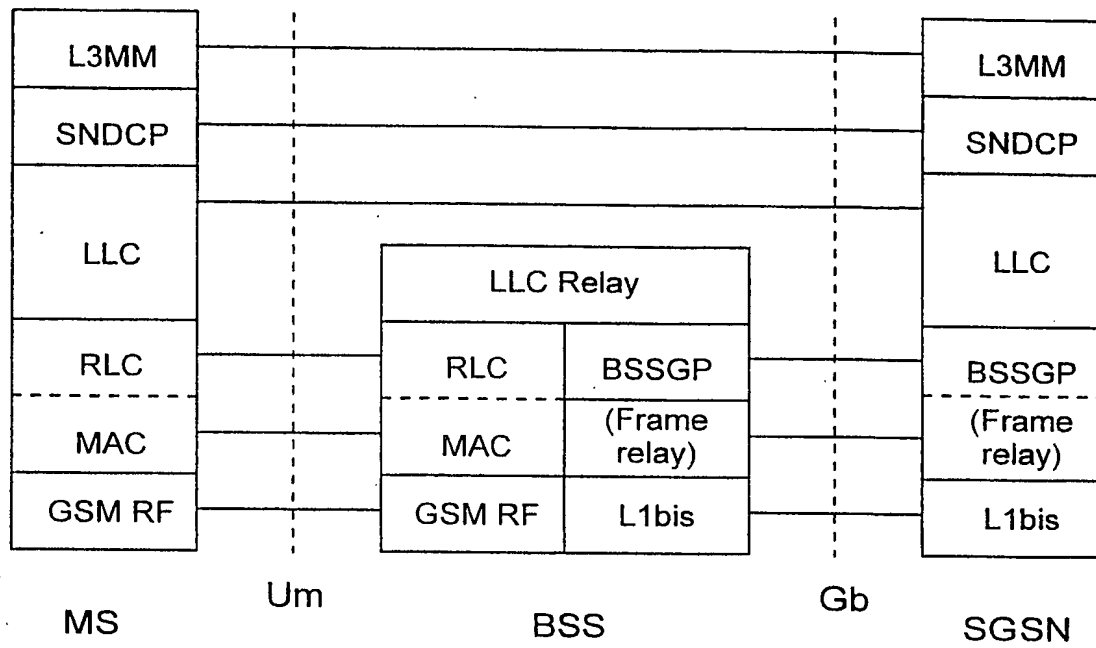 L3MM
SNDCP
LLC
RLC
MAC
GSM RF
MS
Um
LLC Relay
RLC
BSSGP
MAC
(Frame
relay)
GSM RF
L1bis
BSS
Gb
L3MM
SNDCP
LLC
BSSGP
(Frame
relay)
L1bis
SGSN